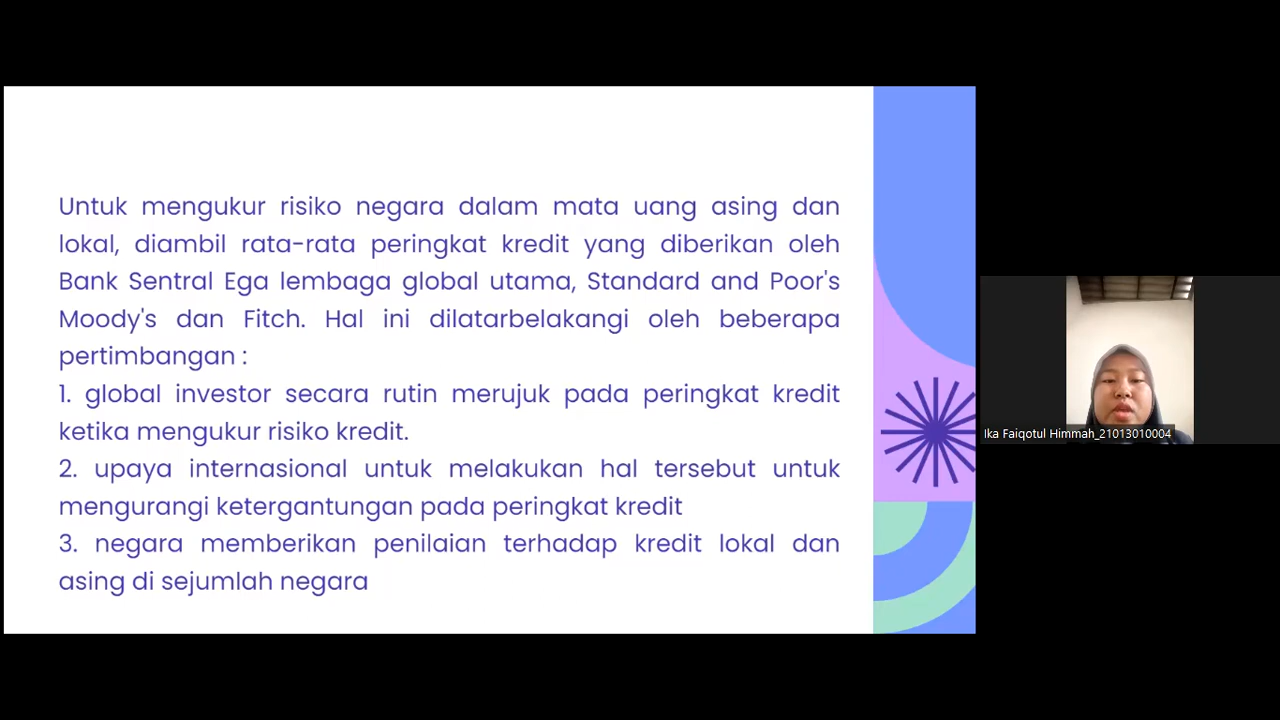 Untuk mengukur risiko negara dalam mata uang asing dan
lokal, diambil rata-rata peringkat kredit yang diberikan oleh
Bank Sentral Ega lembaga global utama, Standard and Poor's
Moody's dan Fitch. Hal ini dilatarbelakangi oleh beberapa
pertimbangan :
1. global investor secara rutin merujuk pada peringkat kredit
ketika mengukur risiko kredit.
2. upaya internasional untuk melakukan hal tersebut untuk
mengurangi ketergantungan pada peringkat kredit
3. negara memberikan penilaian terhadap kredit lokal dan
asing di sejumlah negara
Ika Faiqotul Himmah_21013010004